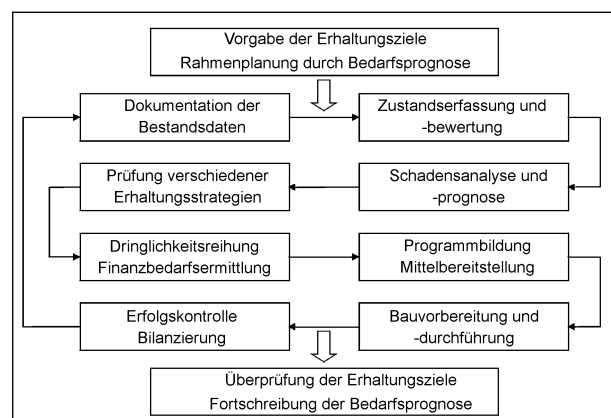 Vorgabe der Erhaltungsziele
Rahmenplanung durch Bedarfsprognose
Dokumentation der
Bestandsdaten
Zustandserfassung und
-bewertung
Prüfung verschiedener
Erhaltungsstrategien
Schadensanalyse und
-prognose
Dringlichkeitsreihung
Finanzbedarfsermittlung
Programmbildung
Mittelbereitstellung
Erfolgskontrolle
Bilanzierung
Bauvorbereitung und
-durchführung
Überprüfung der Erhaltungsziele
Fortschreibung der Bedarfsprognose